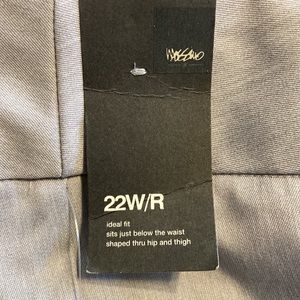 MOSSIMO
22W/R
ideal fit
sits just below the waist
shaped thru hip and thigh